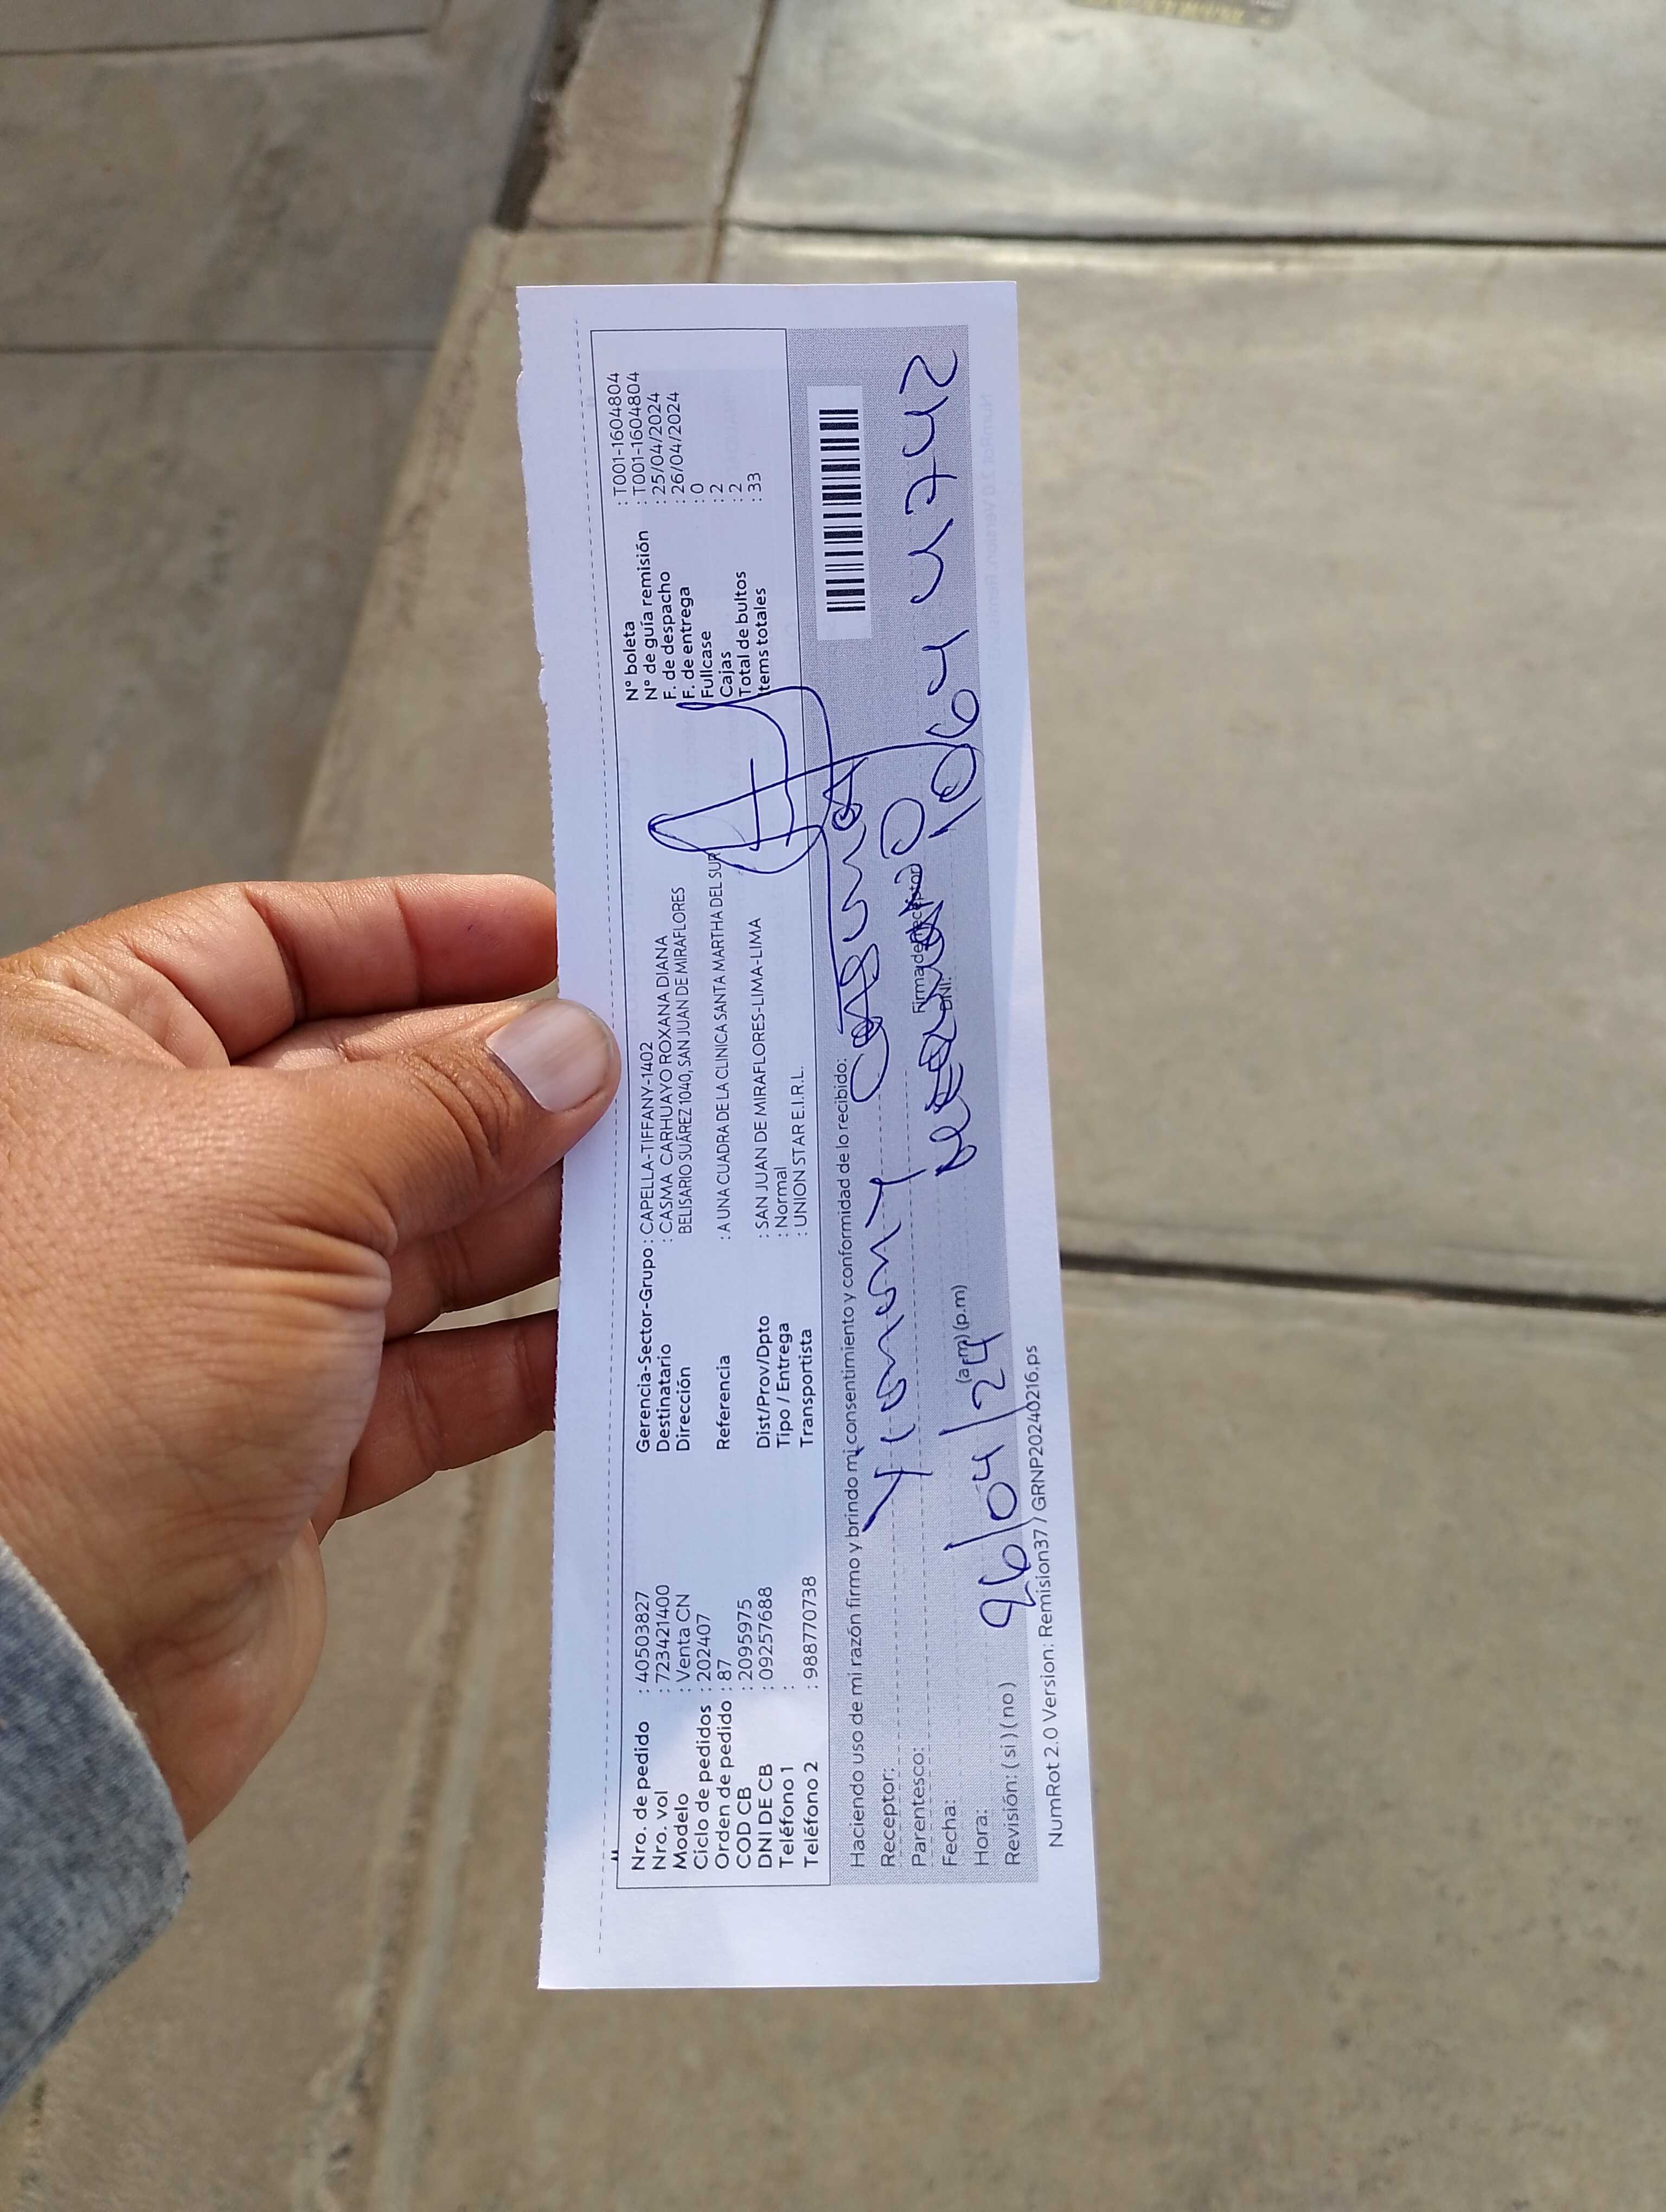 Nro. de pedido : 40503827 Gerencia-Sector-Grupo : CAPELLA-TIFFANY-1402 N° boleta : T001-1604804
Nro. vol : 723421400 Destinatario : CASMA CARHUAYO ROXANA DIANA N° de guía remisión : T001-1604804
Modelo : Venta CN Dirección BELISARIO SUÁREZ 1040, SAN JUAN DE MIRAFLORES F. de despacho : 25/04/2024
Ciclo de pedidos : 202407 F. de entrega : 26/04/2024
Orden de pedido : 87 Referencia : A UNA CUADRA DE LA CLINICA SANTA MARTHA DEL SUR Fullcase : 0
COD CB : 2095975 Cajas : 2
DNI DE CB : 09257688 Dist/Prov/Dpto : SAN JUAN DE MIRAFLORES-LIMA-LIMA Total de bultos : 2
Teléfono 1 : Tipo / Entrega : Normal Items totales : 33
Teléfono 2 : 988770738 Transportista : UNION STAR E.I.R.L.
Haciendo uso de mi razón firmo y brindo mi consentimiento y conformidad de lo recibido:
Receptor:
Parentesco: Firma del receptor
Fecha: DNI:
Hora: 26/04/24 (a.m) (p.m)
Revisión: ( si ) ( no )
NumRot 2.0 Version: Remision37 / GRNP20240216.ps